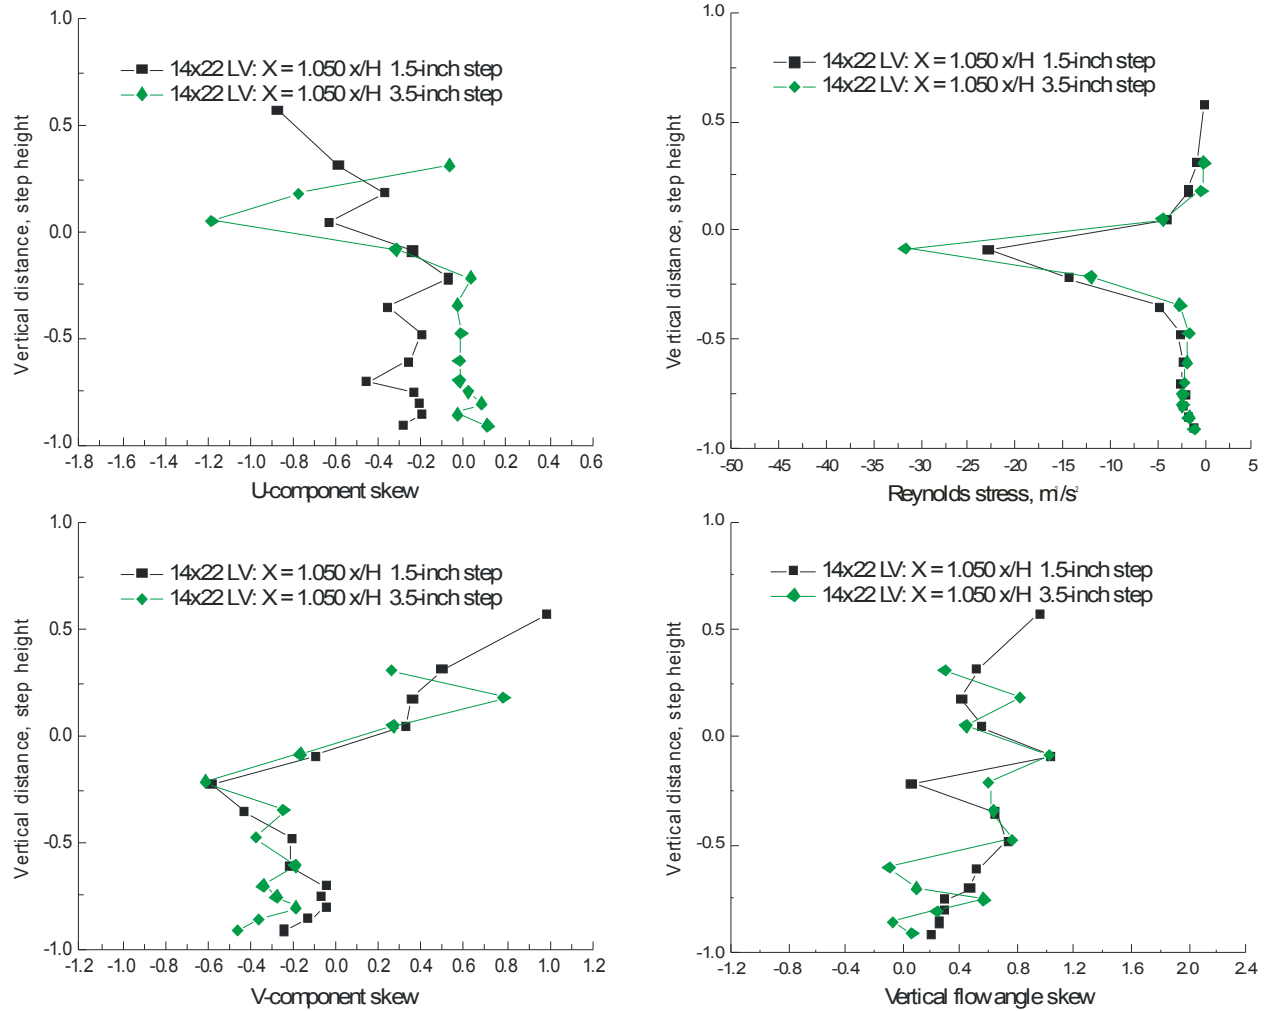 1.0
0.5
0.0
-0.5
-1.0
Vertical distance, step height
14x22 LV: X = 1.050 x/H 1.5-inch step
14x22 LV: X = 1.050 x/H 3.5-inch step
-1.8 -1.6 -1.4 -1.2 -1.0 -0.8 -0.6 -0.4 -0.2 0.0 0.2 0.4 0.6
U-component skew
1.0
0.5
0.0
-0.5
-1.0
Vertical distance, step height
14x22 LV: X = 1.050 x/H 1.5-inch step
14x22 LV: X = 1.050 x/H 3.5-inch step
-50 -45 -35 -30 -25 -20 -15 -10 -5 0 5
Reynolds stress, m²/s²
1.0
0.5
0.0
-0.5
-1.0
Vertical distance, step height
14x22 LV: X = 1.050 x/H 1.5-inch step
14x22 LV: X = 1.050 x/H 3.5-inch step
-1.2 -1.0 -0.8 -0.6 -0.4 -0.2 0.0 0.2 0.4 0.6 0.8 1.0 1.2
V-component skew
1.0
0.5
0.0
-0.5
-1.0
Vertical distance, step height
14x22 LV: X = 1.050 x/H 1.5-inch step
14x22 LV: X = 1.050 x/H 3.5-inch step
-1.2 -0.8 -0.6 0.0 0.4 0.8 1.2 1.6 2.0 2.4
Vertical flow angle skew